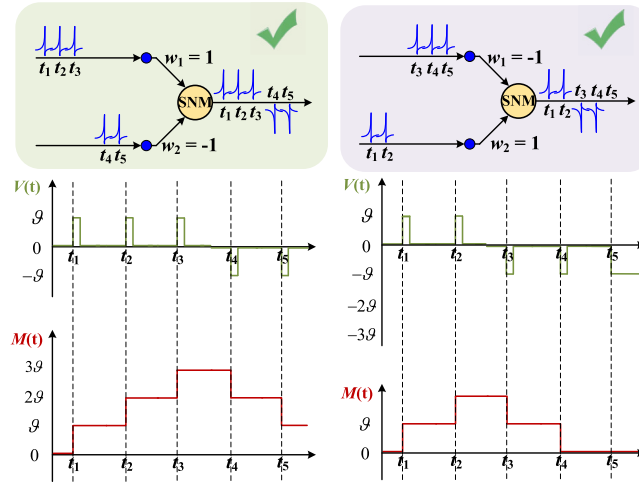 w₁ = 1
t₁ t₂ t₃
SNM
t₄ t₅
t₁ t₂ t₃
t₄ t₅
w₂ = -1
w₁ = -1
t₃ t₄ t₅
SNM
t₃ t₄ t₅
t₁ t₂
t₁ t₂
w₂ = 1
V(t)
ϑ
0
t₁ t₂ t₃ t₄ t₅
−ϑ
V(t)
ϑ
0
t₁ t₂ t₃ t₄ t₅
−ϑ
−2ϑ
−3ϑ
M(t)
3ϑ
2ϑ
ϑ
0
t₁ t₂ t₃ t₄ t₅
M(t)
ϑ
0
t₁ t₂ t₃ t₄ t₅